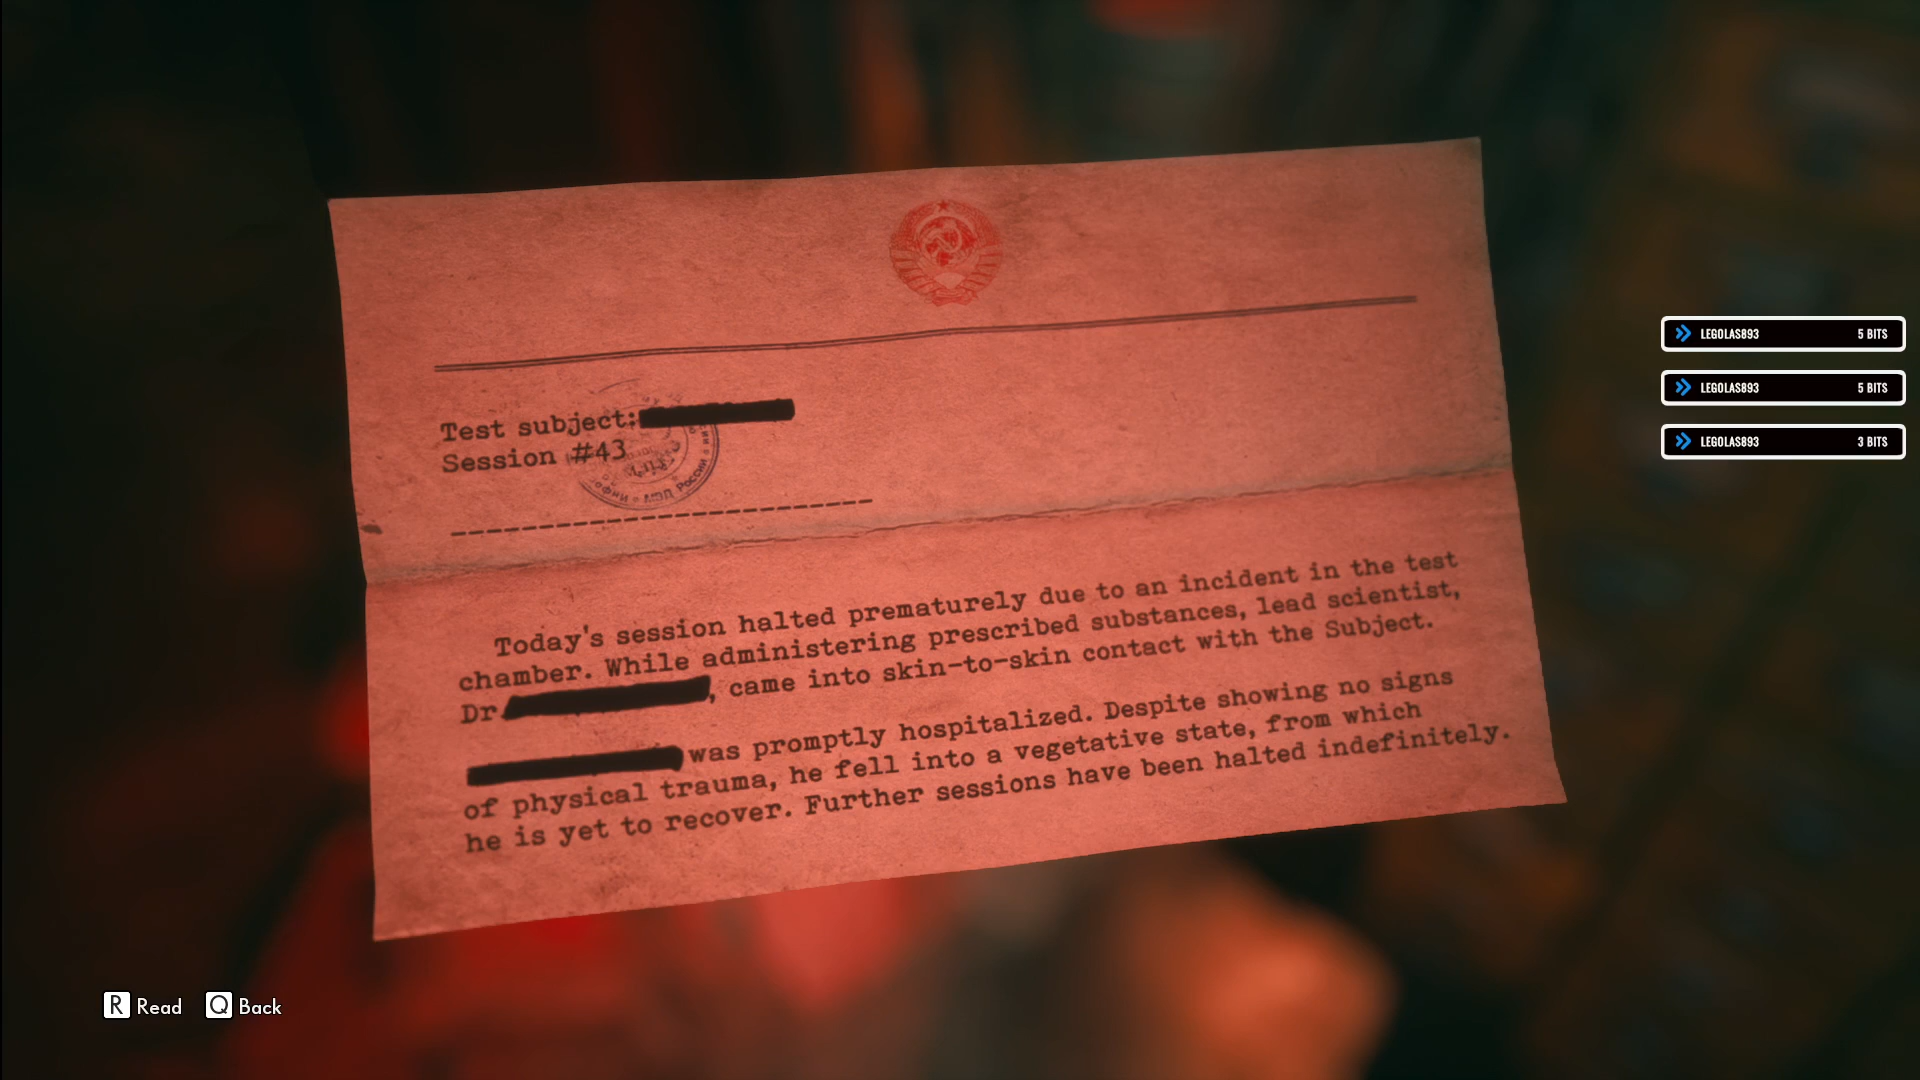 Test subject:
Session #43
Today's session halted prematurely due to an incident in the test
chamber. While administering prescribed substances, lead scientist,
Dr. , came into skin-to-skin contact with the Subject.
was promptly hospitalized. Despite showing no signs
of physical trauma, he fell into a vegetative state, from which
he is yet to recover. Further sessions have been halted indefinitely.
LEGOLAS893 5 BITS
LEGOLAS893 5 BITS
LEGOLAS893 3 BITS
R Read Q Back